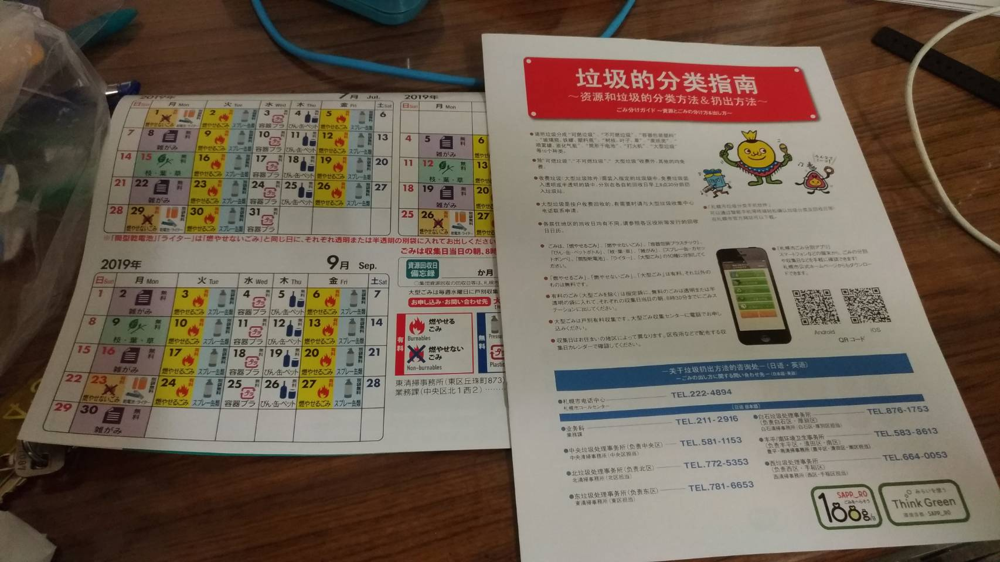 2019年 7月 Jul.
日Sun 月 Mon 火 Tue 水 Wed 木 Thu 金 Fri 土Sat
1 2 3 4 5 6
燃やせないごみ 燃やせるごみ スプレー缶類 容器プラ びん・缶・ペット 燃やせるごみ スプレー缶類
7 8 無料 9 10 11 12 13
雑がみ 燃やせるごみ スプレー缶類 容器プラ びん・缶・ペット 燃やせるごみ スプレー缶類
14 15 無料 16 17 18 19 20
枝・葉・草 燃やせるごみ スプレー缶類 容器プラ びん・缶・ペット 燃やせるごみ スプレー缶類
21 22 無料 23 24 25 26 27
雑がみ 燃やせるごみ スプレー缶類 容器プラ びん・缶・ペット 燃やせるごみ スプレー缶類
28 29 30 31
燃やせないごみ 乾電池・ライター 燃やせるごみ スプレー缶類 容器プラ
※「筒型乾電池」「ライター」は「燃やせないごみ」と同じ日に、それぞれ透明または半透明の別袋に入れてお出しください
ごみは収集日当日の朝、8時
2019年
日Sun 月 Mon
4 5 無料 6
雑がみ
11 12 無料 13
枝・葉・草
18 19 無料 20
雑がみ
25 26 27
燃やせないごみ 乾電池・ライター
2019年 9月 Sep.
日Sun 月 Mon 火 Tue 水 Wed 木 Thu 金 Fri 土Sat
1 2 無料 3 4 5 6 7
雑がみ 燃やせるごみ スプレー缶類 容器プラ びん・缶・ペット 燃やせるごみ スプレー缶類
8 9 無料 10 11 12 13 14
枝・葉・草 燃やせるごみ スプレー缶類 容器プラ びん・缶・ペット 燃やせるごみ スプレー缶類
15 16 無料 17 18 19 20 21
雑がみ 燃やせるごみ スプレー缶類 容器プラ びん・缶・ペット 燃やせるごみ スプレー缶類
22 23 24 25 26 27 28
燃やせないごみ 乾電池・ライター 燃やせるごみ スプレー缶類 容器プラ びん・缶・ペット 燃やせるごみ スプレー缶類
29 30 無料
雑がみ
資源回収日
備忘録 か月
○集団資源回収の回収日等は、札幌市
大型ごみは毎週水曜日に戸別収集
お申し込み・お問い合わせ先 大
有料 燃やせるごみ
Burnables
燃やせないごみ
Non-burnables
無料
Plastic
東清掃事務所(東区丘珠町873)
業務課(中央区北1西2)
垃圾的分类指南
~资源和垃圾的分类方法&扔出方法~
ごみ分けガイド ~資源とごみの分け方&出し方~
●请把垃圾分成“可燃垃圾”、“不可燃垃圾”、“容器包装塑料”
、“玻璃瓶,铁罐,塑料瓶”、“树枝,叶子,草”、“废纸类”、“
喷雾罐,液化气瓶”、“筒形干电池”、“打火机”、“大型垃圾”
等10个种类。
●除“可燃垃圾”,“不可燃垃圾”,“大型垃圾”收费外,其他的均免
费。
●收费垃圾(大型垃圾除外)需装入指定的垃圾袋中,免费垃圾装
入透明或半透明的袋中,分别在各自的回收日早上8点30分前扔
入垃圾站。
●大型垃圾是按户收费回收的,有需要时请与大型垃圾收集中心
电话联系申请。
●各居住地区的回收日均有不同,请参照各区役所等发行的回收
日日历。
●ごみは、「燃やせるごみ」、「燃やせないごみ」、「容器包装プラスチック」、
「びん・缶・ペットボトル」、「枝・葉・草」、「雑がみ」、「スプレー缶・カセッ
トボンベ」、「筒型乾電池」、「ライター」、「大型ごみ」の10種に分別してく
ださい。
●「燃やせるごみ」、「燃やせないごみ」、「大型ごみ」は有料。それ以外の
ものは無料です。
●有料のごみ(大型ごみを除く)は指定袋に、無料のごみは透明または半
透明の袋に入れて、それぞれの収集日当日の朝、8時30分までにごみス
テーションに出してください。
●大型ごみは戸別有料収集です。大型ごみ収集センターに電話でお申し
込みください。
●収集日はお住まいの地区によって異なります。区役所などで配布する収
集日カレンダーで確認してください。
●「札幌市垃圾分类手机软件」
可以通过智能手机等终端轻松确认垃圾分类及回收日等。
在札幌市官方网站可以下载。
●「札幌市ごみ分別アプリ」
スマートフォンなどの端末から、ごみの分別
や収集日などを手軽に確認できます!
札幌市公式ホームページからもダウンロー
ドできます。
Android iOS
QRコード
—关于垃圾扔出方法的咨询处—(日语・英语)
ーごみの出し方に関する問い合わせ先ー(日本語・英語)
●札幌市电话中心 TEL.222-4894
札幌市コールセンター
(日语 日本語)
●业务科 TEL.211-2916
業務課
●中央垃圾处理事务所(负责中央区) TEL.581-1153
中央清掃事務所(中央区担当)
●北垃圾处理事务所(负责北区) TEL.772-5353
北清掃事務所(北区担当)
●东垃圾处理事务所(负责东区) TEL.781-6653
東清掃事務所(東区担当)
●白石垃圾处理事务所 TEL.876-1753
(负责白石区・厚别区)
白石清掃事務所(白石区・厚別区担当)
●丰平/南环境卫生事务所 TEL.583-8613
(负责丰平区・清田区・南区)
豊平・南清掃事務所(豊平区・清田区・南区担当)
●西垃圾处理事务所 TEL.664-0053
(负责西区・手稻区)
西清掃事務所(西区・手稲区担当)
SAPP_RO
ごみをへらそう
100g/日
みらいを想う
Think Green
環境首都・SAPP_RO